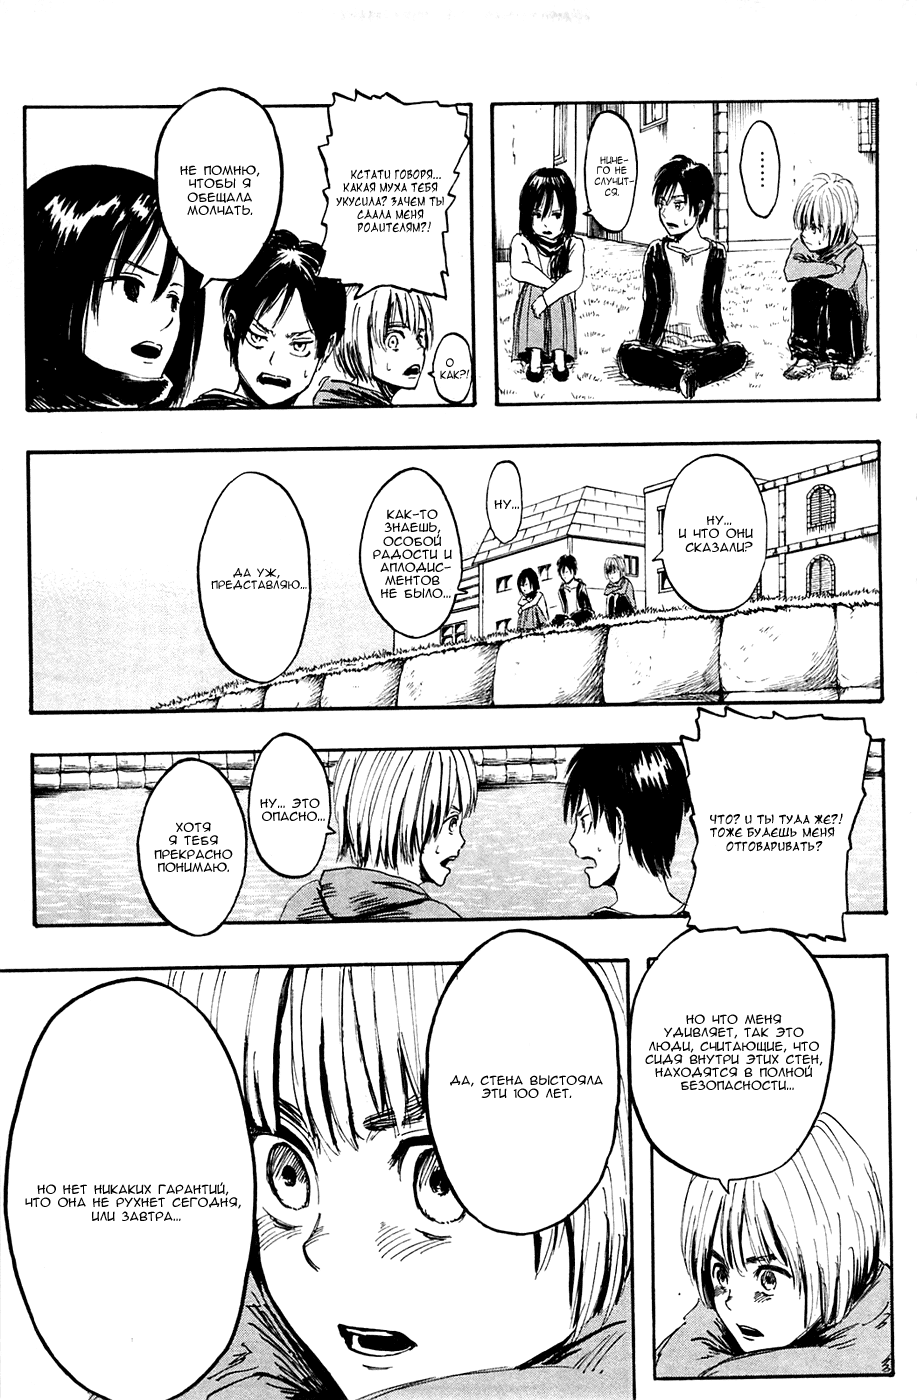 ......
НИЧЕ-
ГО НЕ
СЛУЧИТ-
СЯ.
КСТАТИ ГОВОРЯ...
КАКАЯ МУХА ТЕБЯ
УКУСИЛА? ЗАЧЕМ ТЫ
СДАЛА МЕНЯ
РОДИТЕЛЯМ?!
НЕ ПОМНЮ,
ЧТОБЫ Я
ОБЕЩАЛА
МОЛЧАТЬ.
О
КАК?!
НУ...
И ЧТО ОНИ
СКАЗАЛИ?
НУ...
КАК-ТО
ЗНАЕШЬ,
ОСОБОЙ
РАДОСТИ И
АПЛОДИС-
МЕНТОВ
НЕ БЫЛО...
ДА УЖ,
ПРЕДСТАВЛЯЮ...
ЧТО? И ТЫ ТУДА ЖЕ?!
ТОЖЕ БУДЕШЬ МЕНЯ
ОТГОВАРИВАТЬ?
НУ... ЭТО
ОПАСНО...
ХОТЯ
Я ТЕБЯ
ПРЕКРАСНО
ПОНИМАЮ.
НО ЧТО МЕНЯ
УДИВЛЯЕТ, ТАК ЭТО
ЛЮДИ, СЧИТАЮЩИЕ, ЧТО
СИДЯ ВНУТРИ ЭТИХ СТЕН,
НАХОДЯТСЯ В ПОЛНОЙ
БЕЗОПАСНОСТИ...
ДА, СТЕНА ВЫСТОЯЛА
ЭТИ 100 ЛЕТ.
НО НЕТ НИКАКИХ ГАРАНТИЙ,
ЧТО ОНА НЕ РУХНЕТ СЕГОДНЯ,
ИЛИ ЗАВТРА...